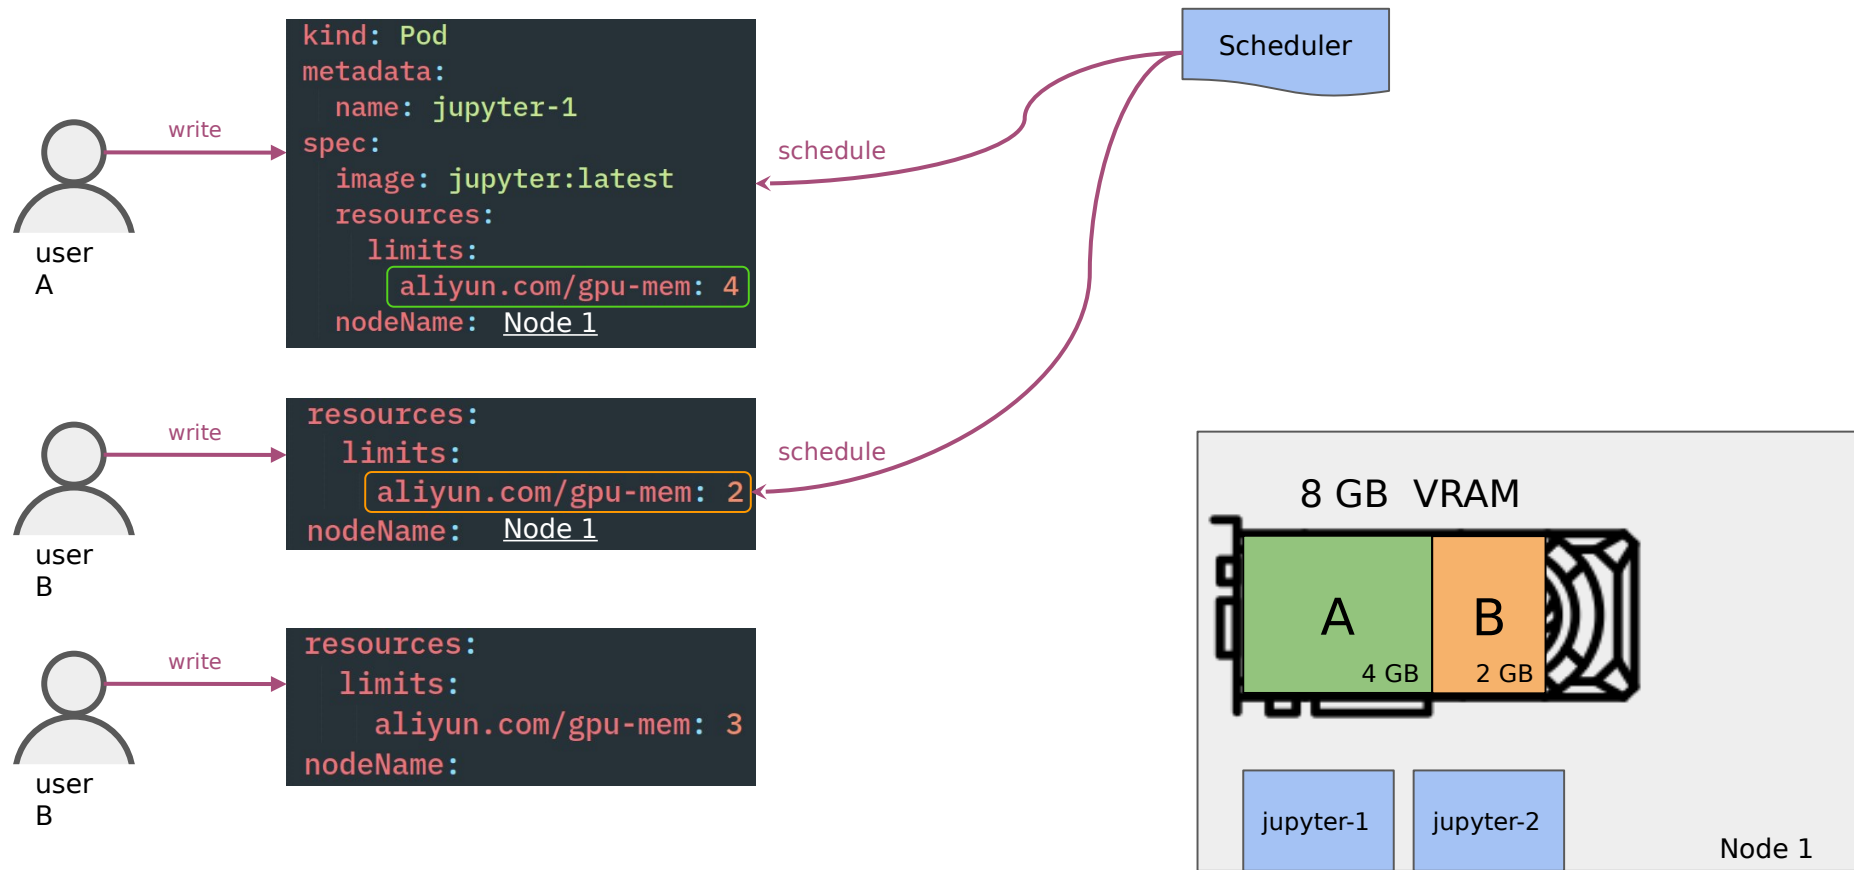 Scheduler
kind: Pod
metadata:
name: jupyter-1
spec:
image: jupyter:latest
resources:
limits:
aliyun.com/gpu-mem: 4
nodeName: Node 1
write
schedule
user
A
resources:
limits:
aliyun.com/gpu-mem: 2
nodeName: Node 1
write
schedule
user
B
resources:
limits:
aliyun.com/gpu-mem: 3
nodeName:
write
user
B
8 GB VRAM
A
4 GB
B
2 GB
jupyter-1
jupyter-2
Node 1